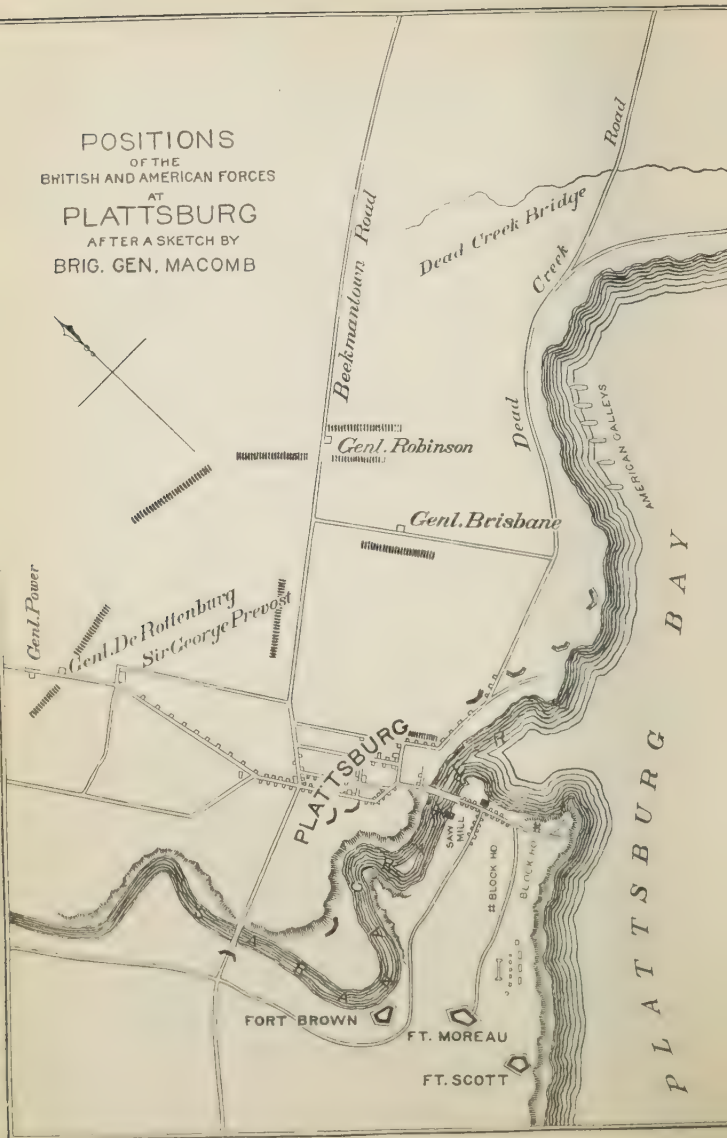 POSITIONS
OF THE
BRITISH AND AMERICAN FORCES
AT
PLATTSBURG
AFTER A SKETCH BY
BRIG. GEN. MACOMB
Beekmantown Road
Dead Creek Bridge
Dead Creek Road
AMERICAN GALLEYS
Genl. Robinson
Genl. Brisbane
Genl. Power
Genl. De Rottenburg
Sir George Prevost
PLATTSBURG
SAW
MILL
BLOCK HO
BLOCK HO
SARANAC R
FORT BROWN
FT. MOREAU
FT. SCOTT
PLATTSBURG BAY